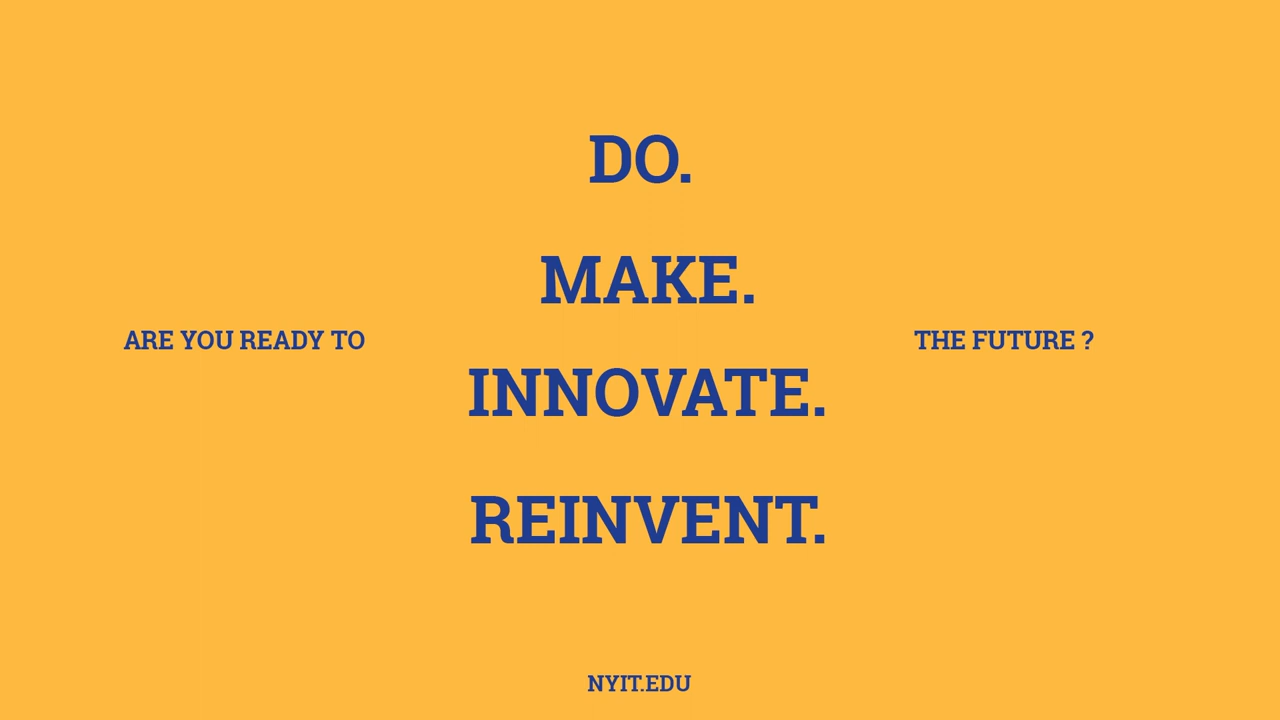 DO.
MAKE.
ARE YOU READY TO
THE FUTURE ?
INNOVATE.
REINVENT.
NYIT.EDU